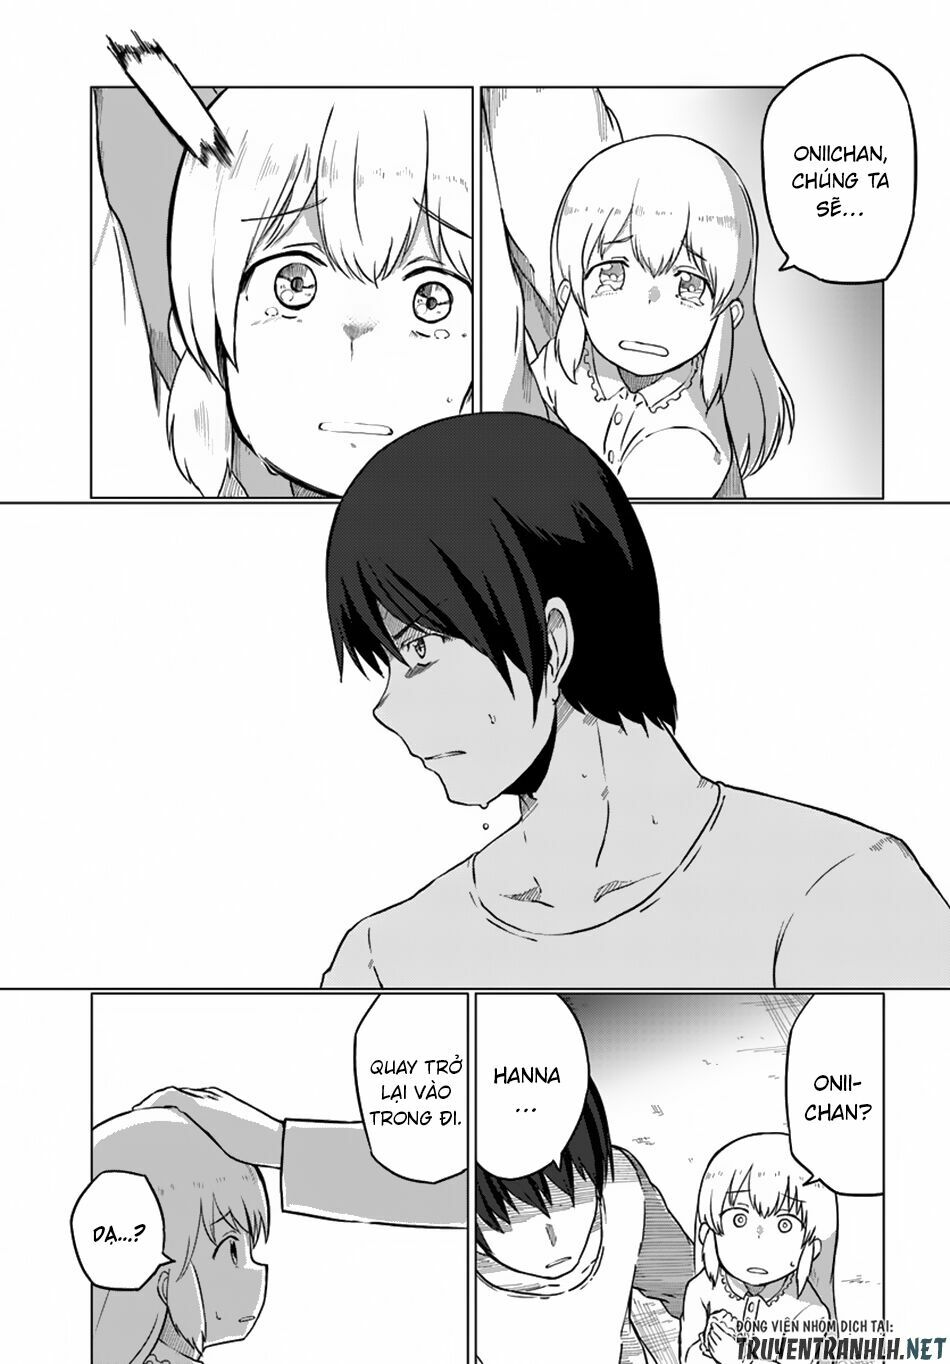 ONIICHAN,
CHÚNG TA
SẼ...
ONII-
CHAN?
HANNA
...
QUAY TRỞ
LẠI VÀO
TRONG ĐI.
DẠ...?
ĐỘNG VIÊN NHÓM DỊCH TẠI:
TRUYENTRANHLH.NET